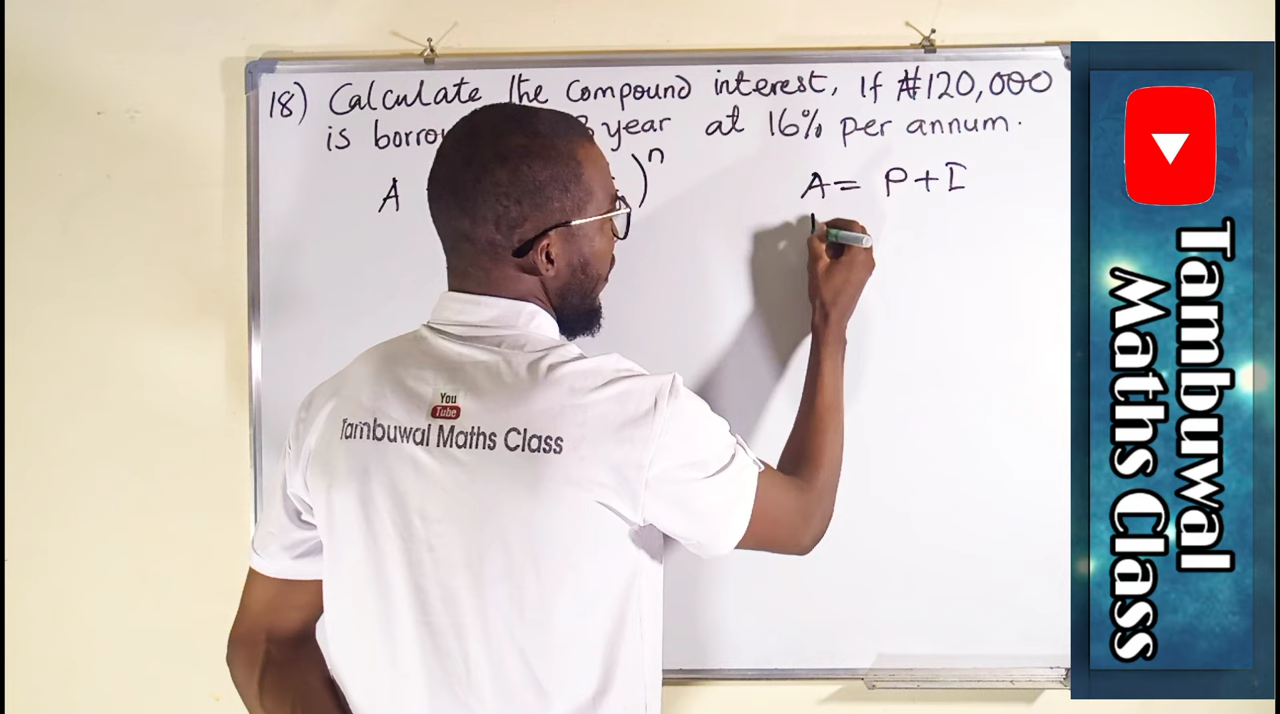 18) Calculate the compound interest, If ₦120,000
is 3 year at 16% per annum.
A )ⁿ
A = P + I
You
Tube
Tambuwal Maths Class
Tambuwal
Maths Class